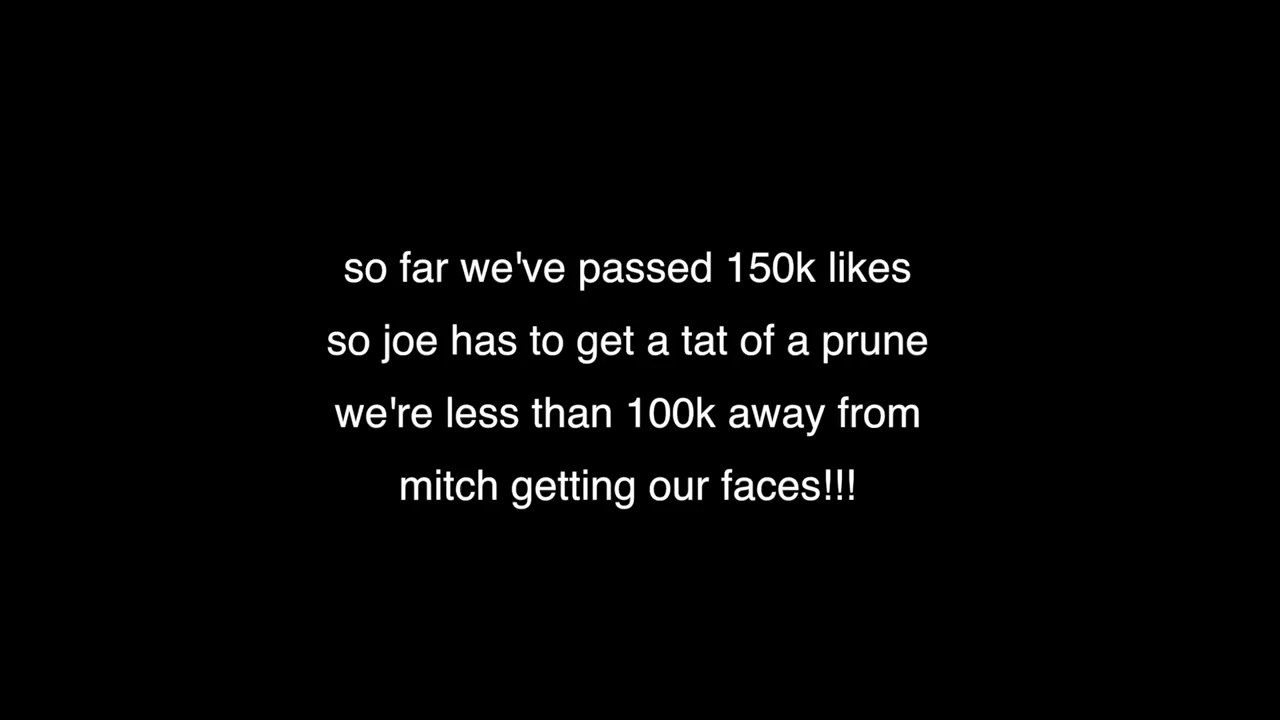 so far we've passed 150k likes
so joe has to get a tat of a prune
we're less than 100k away from
mitch getting our faces!!!